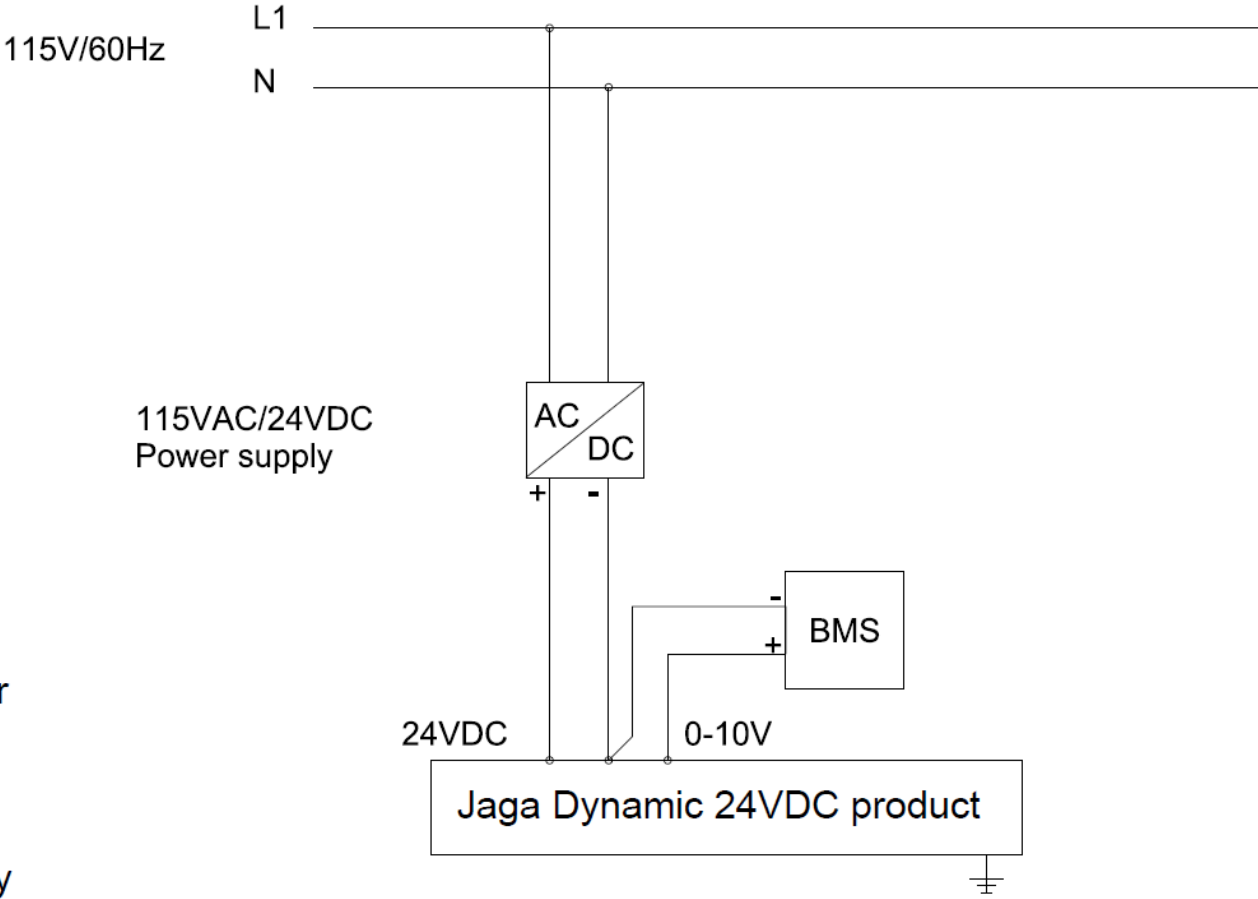 L1
115V/60Hz
N
115VAC/24VDC
Power supply
AC
DC
+ -
-
BMS
+
r
24VDC
0-10V
Jaga Dynamic 24VDC product
y